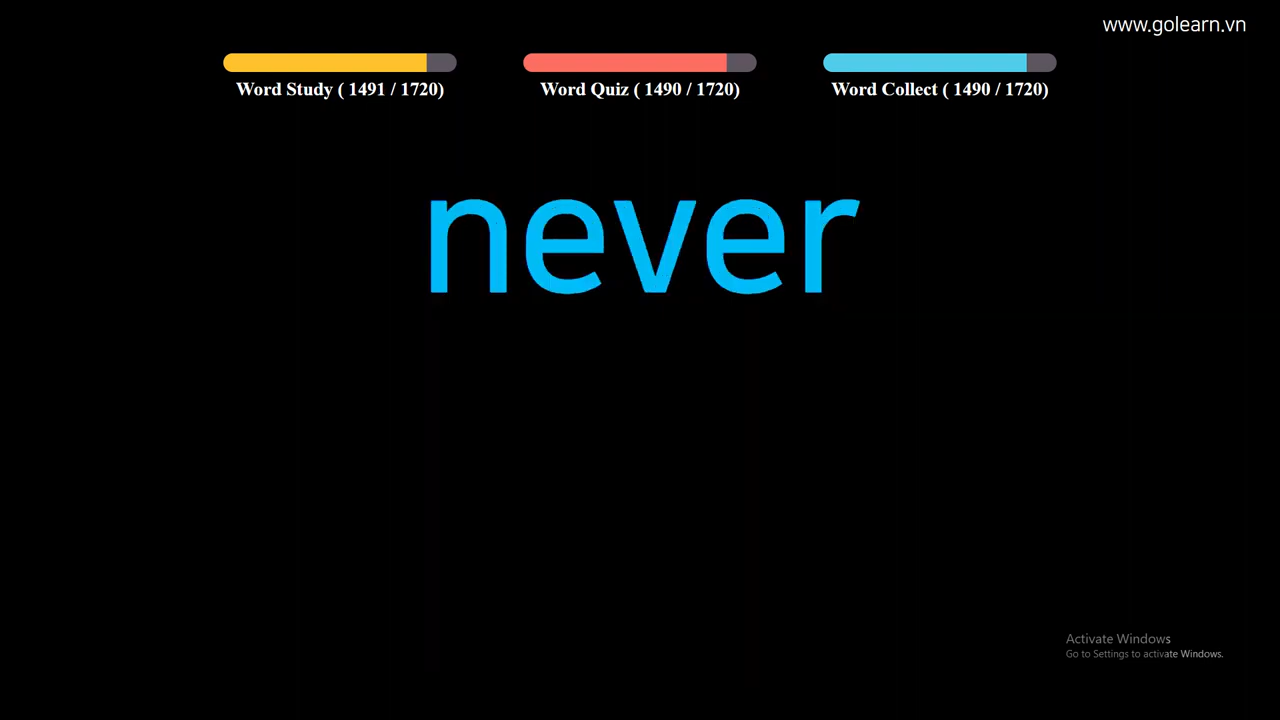 www.golearn.vn
Word Study ( 1491 / 1720)
Word Quiz ( 1490 / 1720)
Word Collect ( 1490 / 1720)
never
Activate Windows
Go to Settings to activate Windows.